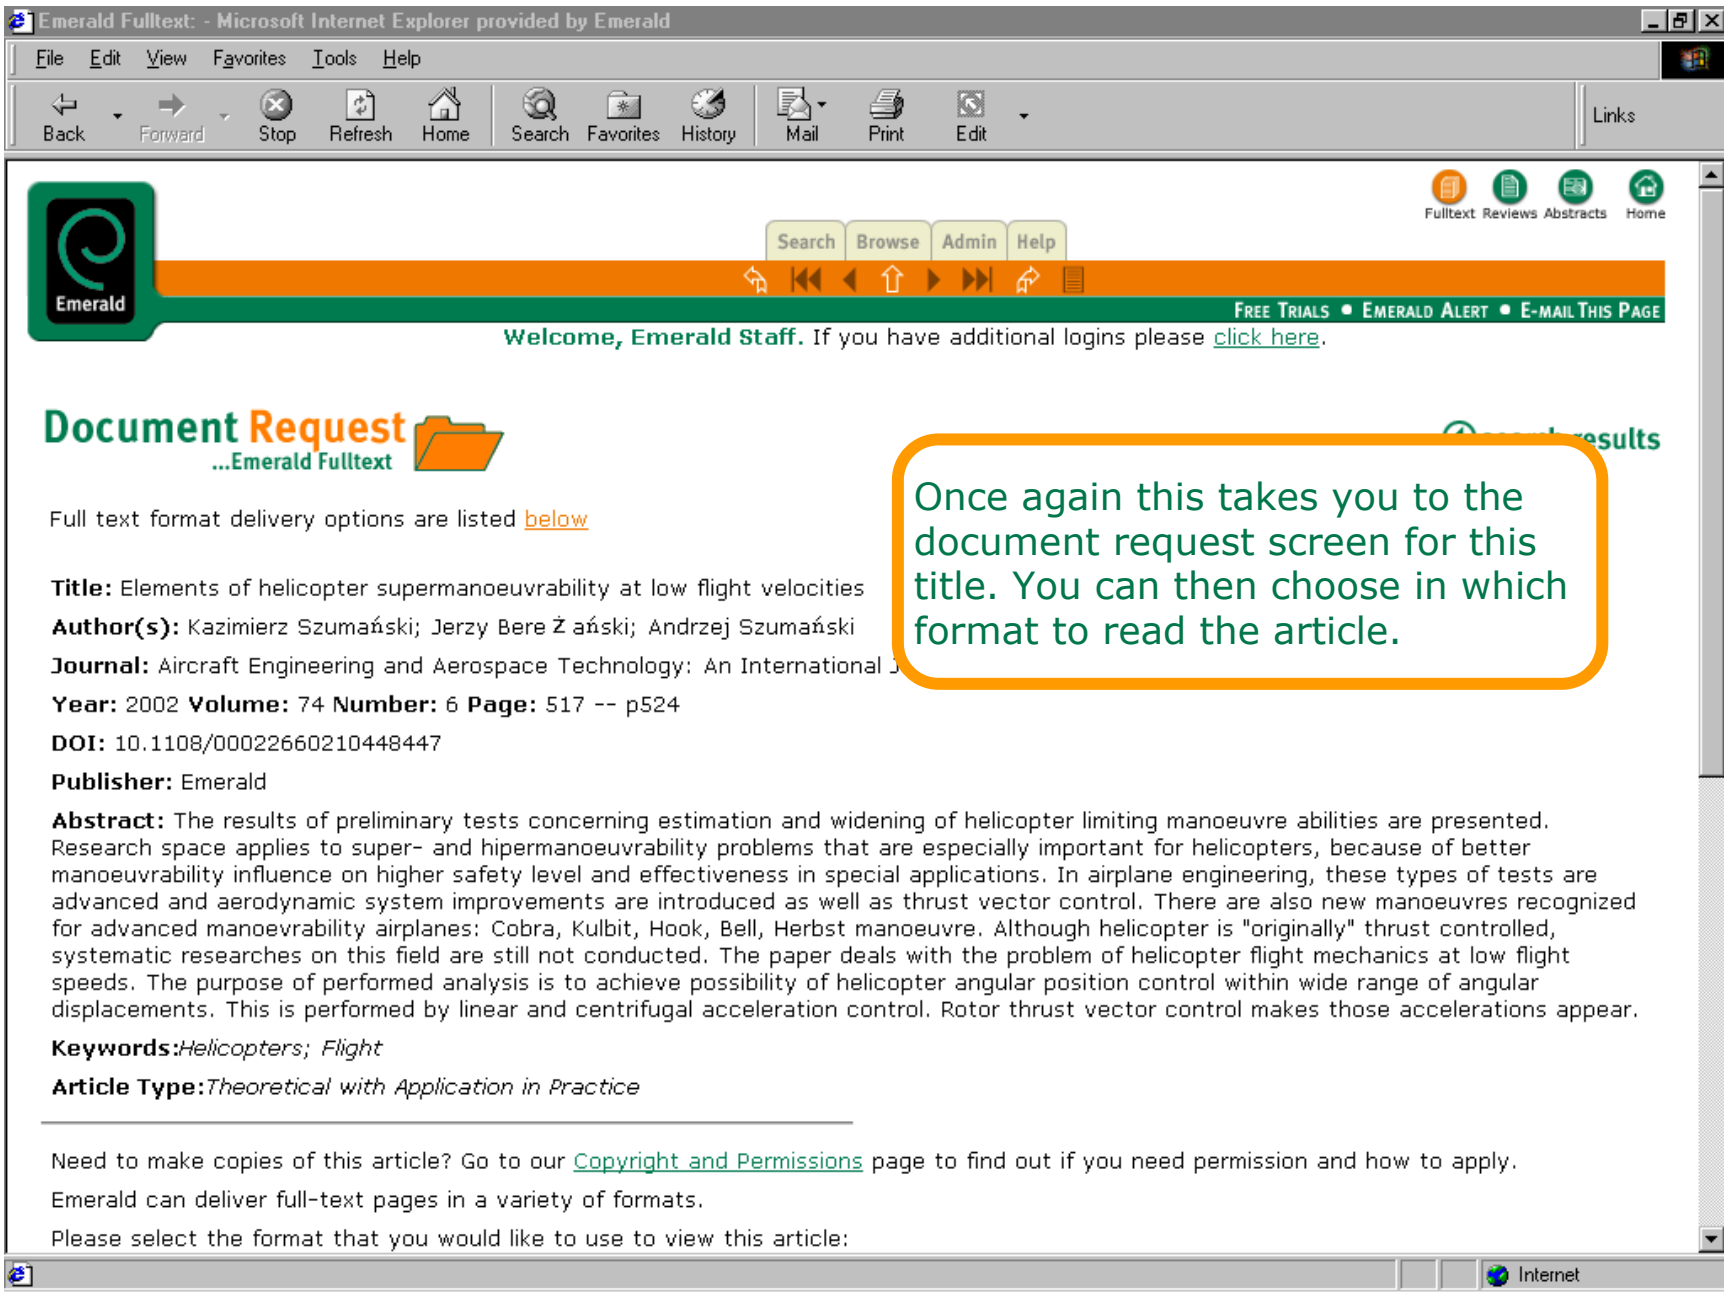 Emerald Fulltext: - Microsoft Internet Explorer provided by Emerald
File Edit View Favorites Tools Help
Back Forward Stop Refresh Home Search Favorites History Mail Print Edit Links
Fulltext Reviews Abstracts Home
Search Browse Admin Help
Emerald
FREE TRIALS • EMERALD ALERT • E-MAIL THIS PAGE
Welcome, Emerald Staff. If you have additional logins please click here.
Document Request
...Emerald Fulltext
results
Once again this takes you to the
document request screen for this
title. You can then choose in which
format to read the article.
Full text format delivery options are listed below
Title: Elements of helicopter supermanoeuvrability at low flight velocities
Author(s): Kazimierz Szumański; Jerzy Bere Ż ański; Andrzej Szumański
Journal: Aircraft Engineering and Aerospace Technology: An International
Year: 2002 Volume: 74 Number: 6 Page: 517 -- p524
DOI: 10.1108/00022660210448447
Publisher: Emerald
Abstract: The results of preliminary tests concerning estimation and widening of helicopter limiting manoeuvre abilities are presented.
Research space applies to super- and hipermanoeuvrability problems that are especially important for helicopters, because of better
manoeuvrability influence on higher safety level and effectiveness in special applications. In airplane engineering, these types of tests are
advanced and aerodynamic system improvements are introduced as well as thrust vector control. There are also new manoeuvres recognized
for advanced manoevrability airplanes: Cobra, Kulbit, Hook, Bell, Herbst manoeuvre. Although helicopter is "originally" thrust controlled,
systematic researches on this field are still not conducted. The paper deals with the problem of helicopter flight mechanics at low flight
speeds. The purpose of performed analysis is to achieve possibility of helicopter angular position control within wide range of angular
displacements. This is performed by linear and centrifugal acceleration control. Rotor thrust vector control makes those accelerations appear.
Keywords:Helicopters; Flight
Article Type:Theoretical with Application in Practice
Need to make copies of this article? Go to our Copyright and Permissions page to find out if you need permission and how to apply.
Emerald can deliver full-text pages in a variety of formats.
Please select the format that you would like to use to view this article:
Internet